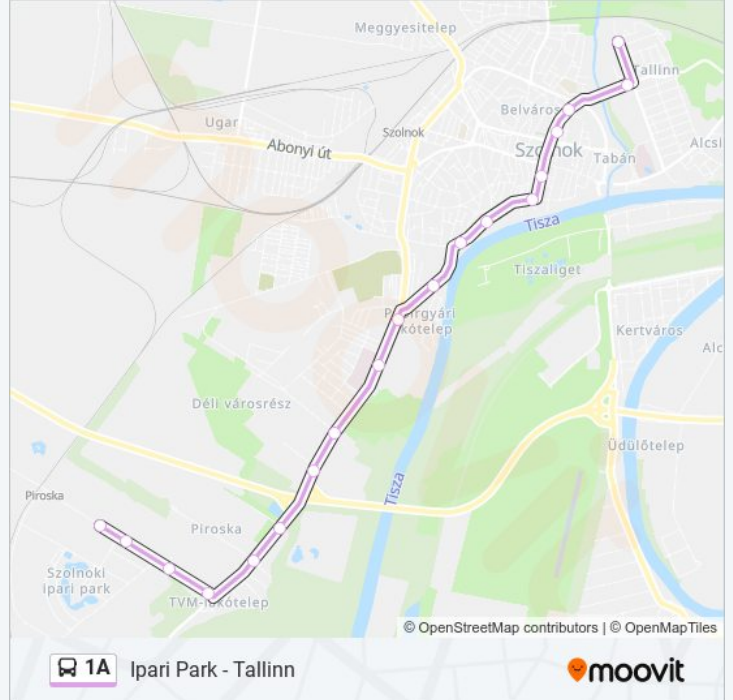 Meggyesitelep
Tallinn
Belváros
Ugar
Szolnok
Abonyi út
Szolnok
Tabán
Alcsi
Tisza
Tiszaliget
Papírgyári
lakótelep
Kertváros
Alc
Déli városrész
Üdülőtelep
Tisza
Piroska
Piroska
Szolnoki
ipari park
TVM-lakótelep
© OpenStreetMap contributors | © OpenMapTiles
1A Ipari Park - Tallinn
moovit